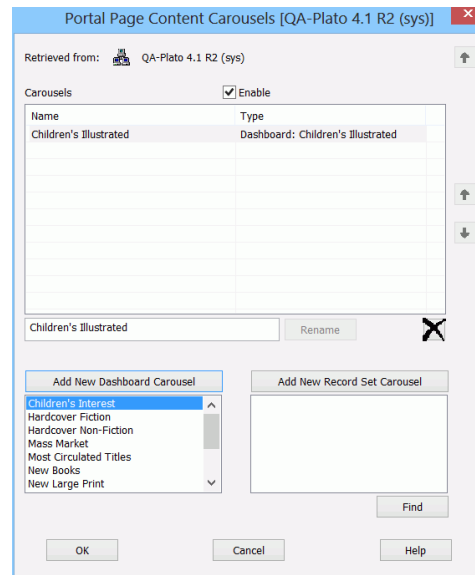 Portal Page Content Carousels [QA-Plato 4.1 R2 (sys)]
Retrieved from: QA-Plato 4.1 R2 (sys)
Carousels Enable
Name Type
Children's Illustrated Dashboard: Children's Illustrated
Children's Illustrated Rename
Add New Dashboard Carousel Add New Record Set Carousel
Children's Interest
Hardcover Fiction
Hardcover Non-Fiction
Mass Market
Most Circulated Titles
New Books
New Large Print
Find
OK Cancel Help